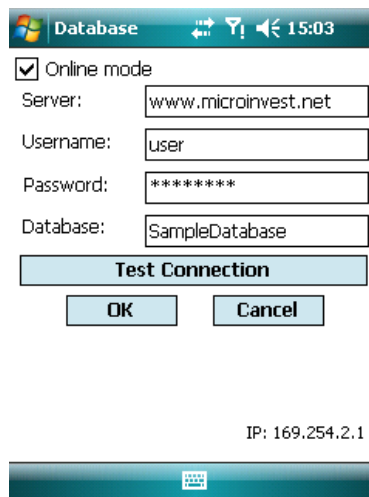 Database 15:03
Online mode
Server: www.microinvest.net
Username: user
Password: ********
Database: SampleDatabase
Test Connection
OK Cancel
IP: 169.254.2.1